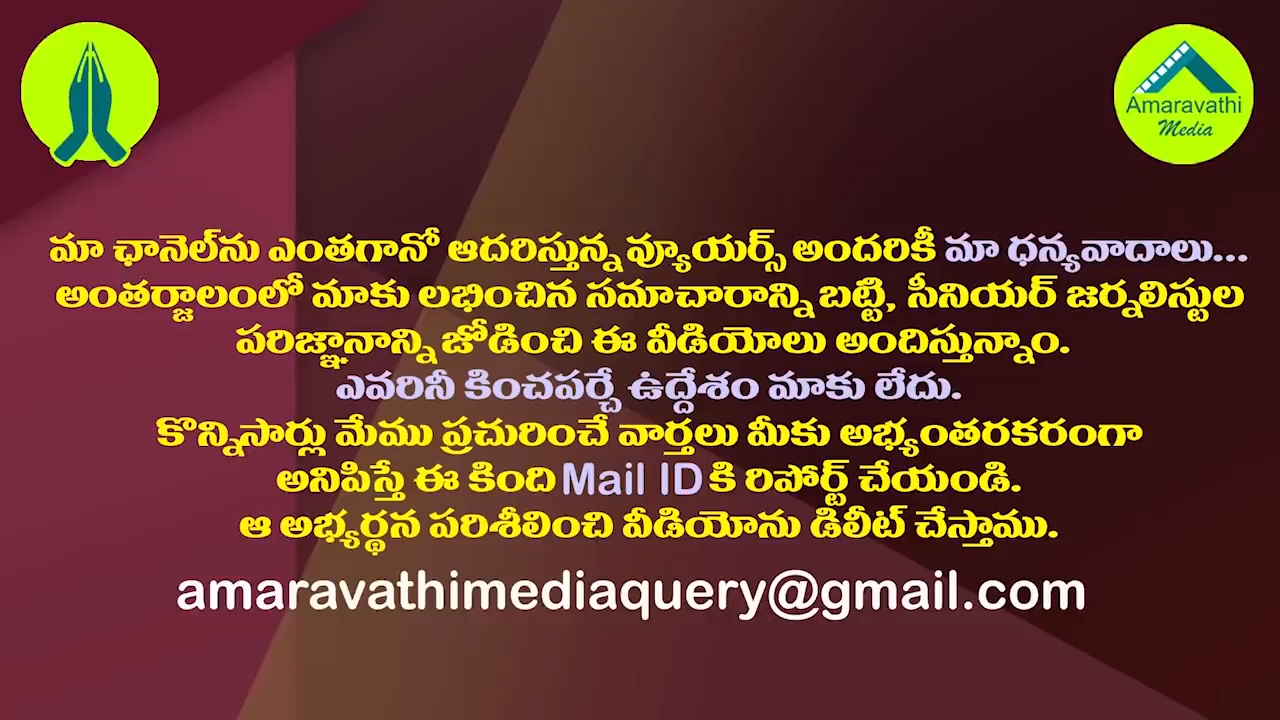 Amaravathi
Media
మా ఛానెల్‌ను ఎంతగానో ఆదరిస్తున్న వ్యూయర్స్ అందరికీ మా ధన్యవాదాలు...
అంతర్జాలంలో మాకు లభించిన సమాచారాన్ని బట్టి, సీనియర్ జర్నలిస్టుల
పరిజ్ఞానాన్ని జోడించి ఈ వీడియోలు అందిస్తున్నాం.
ఎవరినీ కించపర్చే ఉద్దేశం మాకు లేదు.
కొన్నిసార్లు మేము ప్రచురించే వార్తలు మీకు అభ్యంతరకరంగా
అనిపిస్తే ఈ కింది Mail ID కి రిపోర్ట్ చేయండి.
ఆ అభ్యర్థన పరిశీలించి వీడియోను డిలీట్ చేస్తాము.
amaravathimediaquery@gmail.com